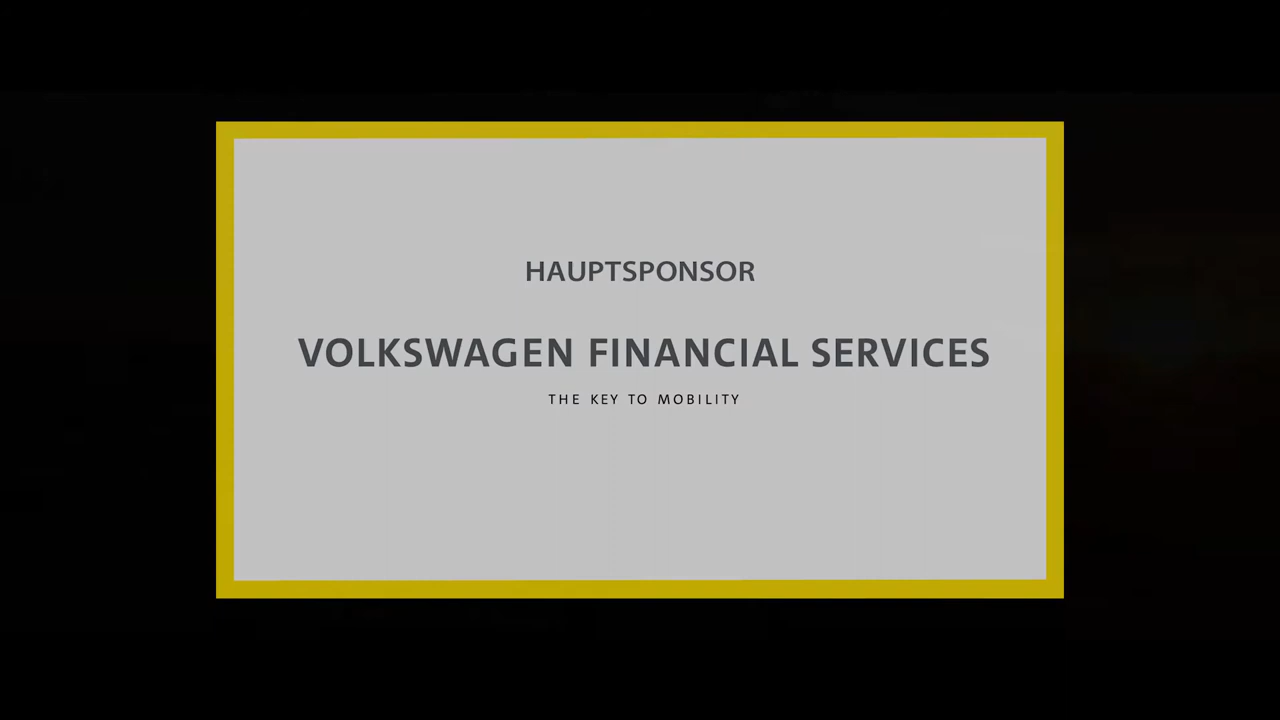 HAUPTSPONSOR
VOLKSWAGEN FINANCIAL SERVICES
THE KEY TO MOBILITY